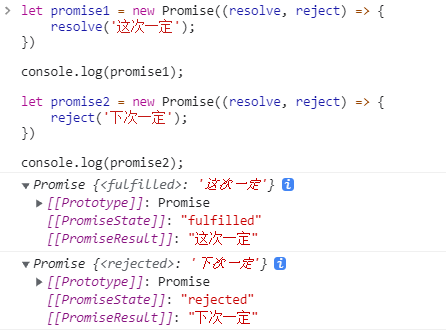 let promise1 = new Promise((resolve, reject) => {
    resolve('这次一定');
})
console.log(promise1);
let promise2 = new Promise((resolve, reject) => {
    reject('下次一定');
})
console.log(promise2);
Promise {<fulfilled>: '这次一定'} i
[[Prototype]]: Promise
[[PromiseState]]: "fulfilled"
[[PromiseResult]]: "这次一定"
Promise {<rejected>: '下次一定'} i
[[Prototype]]: Promise
[[PromiseState]]: "rejected"
[[PromiseResult]]: "下次一定"